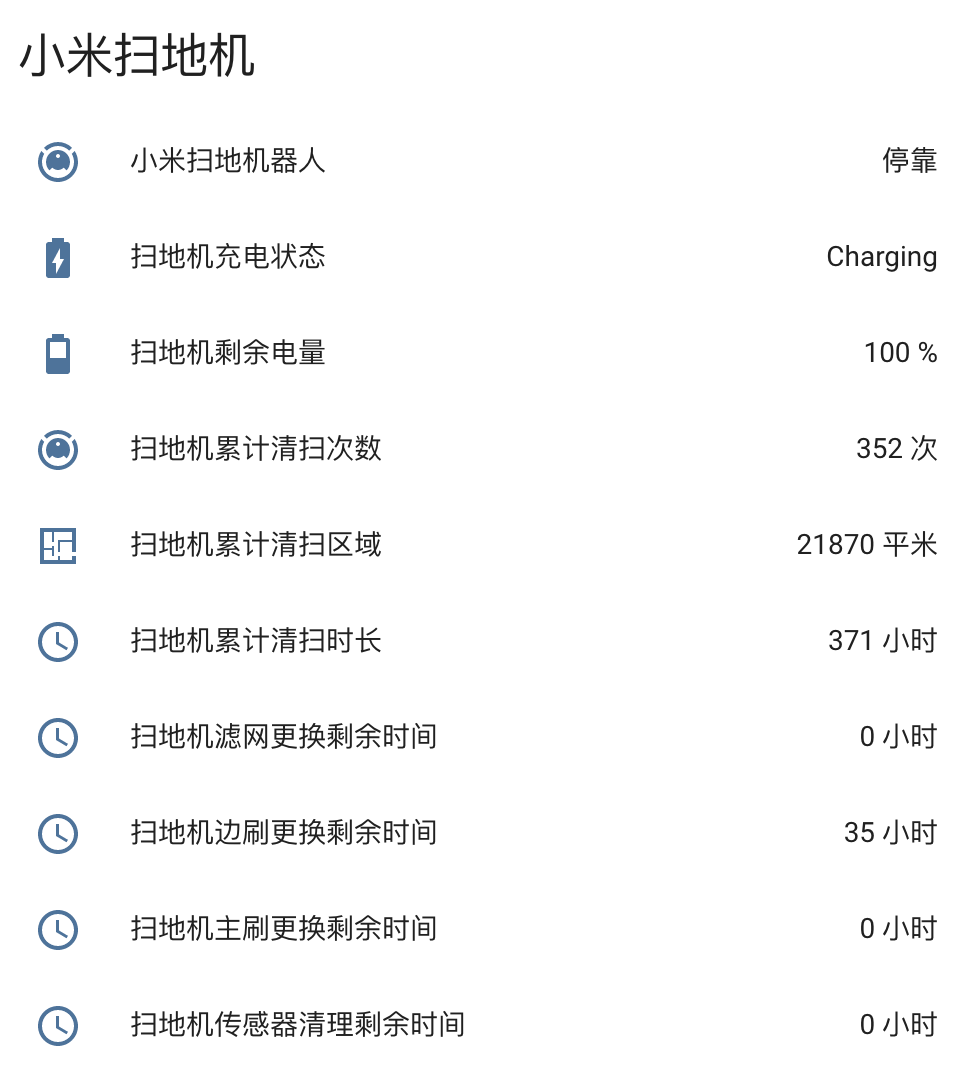 小米扫地机
小米扫地机器人 停靠
扫地机充电状态 Charging
扫地机剩余电量 100 %
扫地机累计清扫次数 352 次
扫地机累计清扫区域 21870 平米
扫地机累计清扫时长 371 小时
扫地机滤网更换剩余时间 0 小时
扫地机边刷更换剩余时间 35 小时
扫地机主刷更换剩余时间 0 小时
扫地机传感器清理剩余时间 0 小时